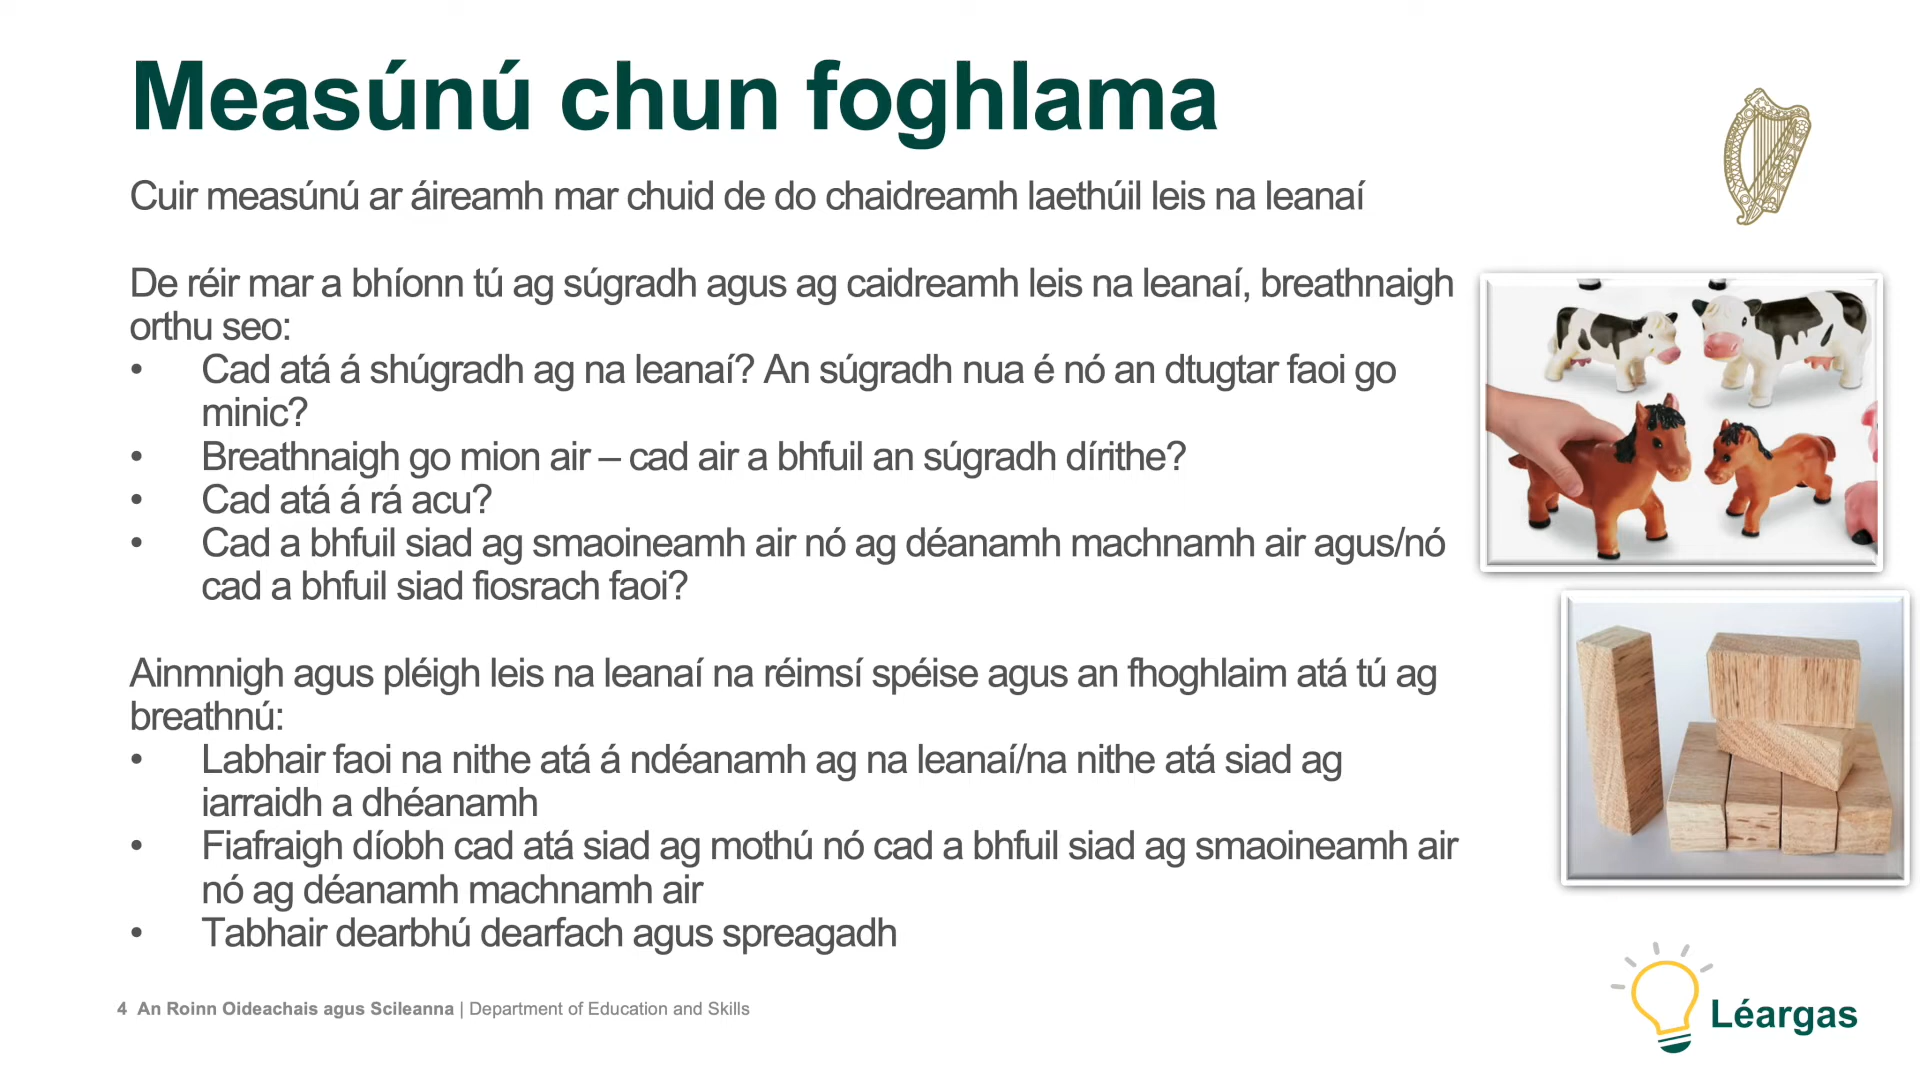 Measúnú chun foghlama
Cuir measúnú ar áireamh mar chuid de do chaidreamh laethúil leis na leanaí
De réir mar a bhíonn tú ag súgradh agus ag caidreamh leis na leanaí, breathnaigh
orthu seo:
• Cad atá á shúgradh ag na leanaí? An súgradh nua é nó an dtugtar faoi go
minic?
• Breathnaigh go mion air – cad air a bhfuil an súgradh dírithe?
• Cad atá á rá acu?
• Cad a bhfuil siad ag smaoineamh air nó ag déanamh machnamh air agus/nó
cad a bhfuil siad fiosrach faoi?
Ainmnigh agus pléigh leis na leanaí na réimsí spéise agus an fhoghlaim atá tú ag
breathnú:
• Labhair faoi na nithe atá á ndéanamh ag na leanaí/na nithe atá siad ag
iarraidh a dhéanamh
• Fiafraigh díobh cad atá siad ag mothú nó cad a bhfuil siad ag smaoineamh air
nó ag déanamh machnamh air
• Tabhair dearbhú dearfach agus spreagadh
4 An Roinn Oideachais agus Scileanna | Department of Education and Skills
Léargas